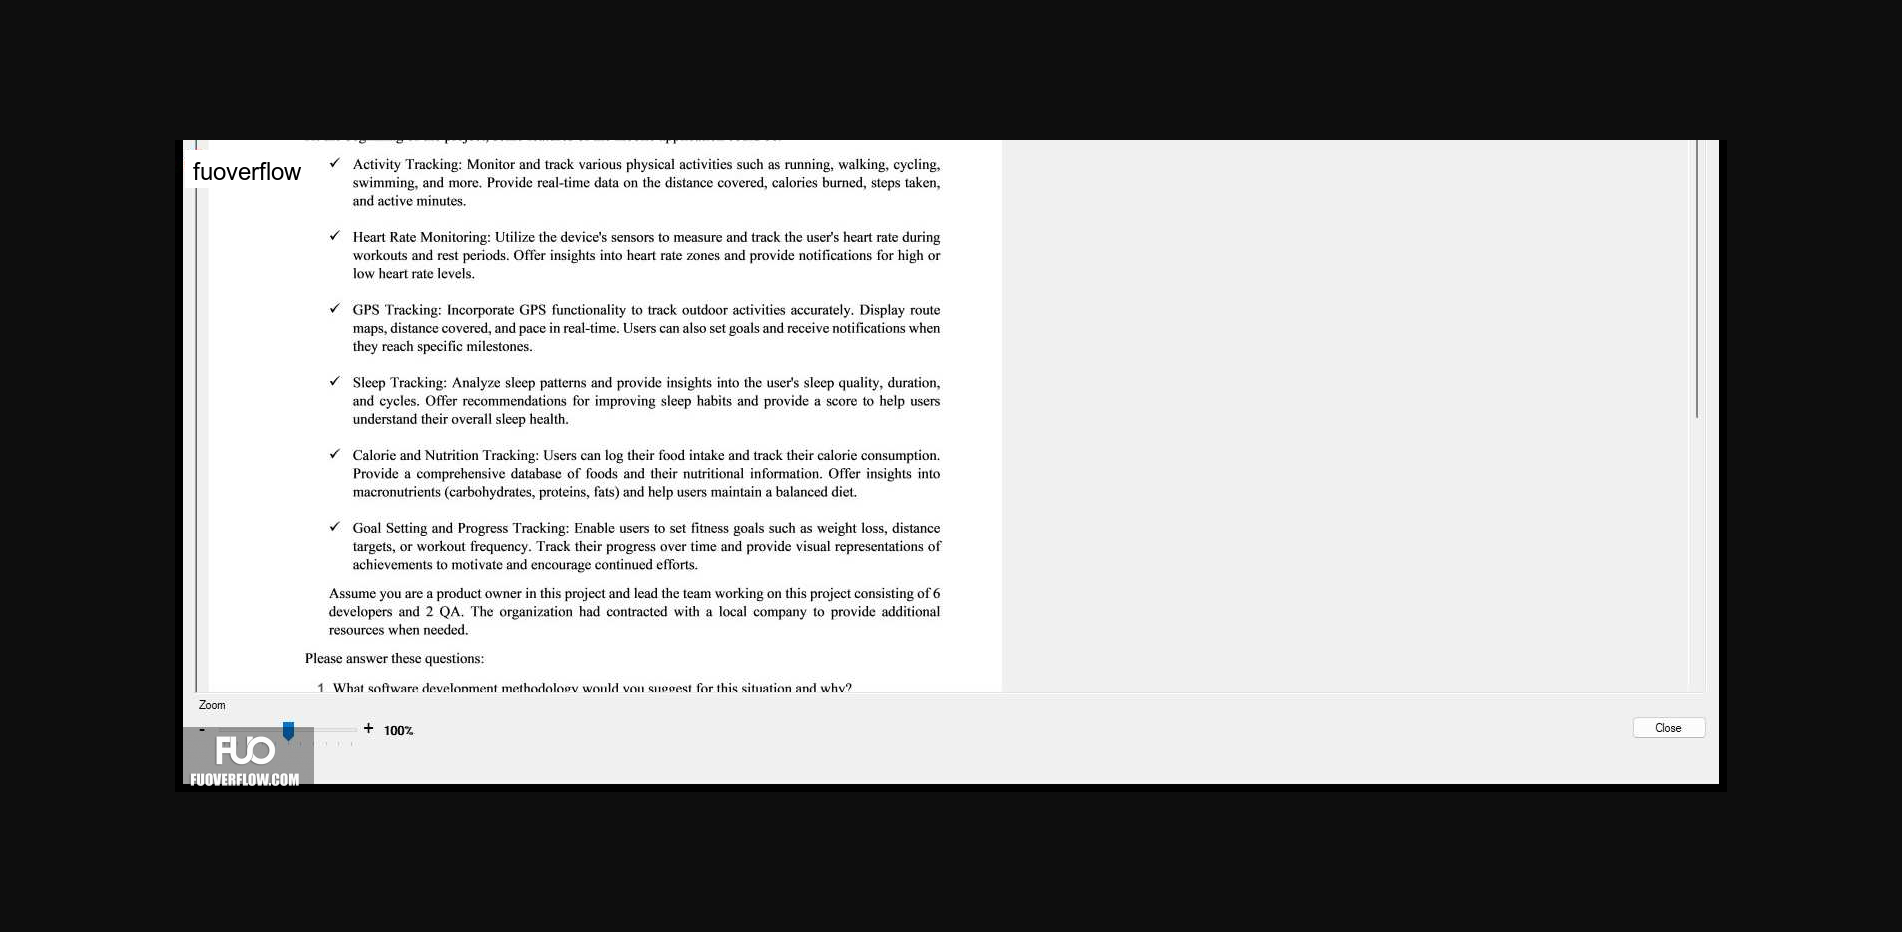 fuoverflow
✓ Activity Tracking: Monitor and track various physical activities such as running, walking, cycling,
swimming, and more. Provide real-time data on the distance covered, calories burned, steps taken,
and active minutes.
✓ Heart Rate Monitoring: Utilize the device's sensors to measure and track the user's heart rate during
workouts and rest periods. Offer insights into heart rate zones and provide notifications for high or
low heart rate levels.
✓ GPS Tracking: Incorporate GPS functionality to track outdoor activities accurately. Display route
maps, distance covered, and pace in real-time. Users can also set goals and receive notifications when
they reach specific milestones.
✓ Sleep Tracking: Analyze sleep patterns and provide insights into the user's sleep quality, duration,
and cycles. Offer recommendations for improving sleep habits and provide a score to help users
understand their overall sleep health.
✓ Calorie and Nutrition Tracking: Users can log their food intake and track their calorie consumption.
Provide a comprehensive database of foods and their nutritional information. Offer insights into
macronutrients (carbohydrates, proteins, fats) and help users maintain a balanced diet.
✓ Goal Setting and Progress Tracking: Enable users to set fitness goals such as weight loss, distance
targets, or workout frequency. Track their progress over time and provide visual representations of
achievements to motivate and encourage continued efforts.
Assume you are a product owner in this project and lead the team working on this project consisting of 6
developers and 2 QA. The organization had contracted with a local company to provide additional
resources when needed.
Please answer these questions:
1. What software development methodology would you suggest for this situation and why?
Zoom
- + 100%
Close
FUO
FUOVERFLOW.COM